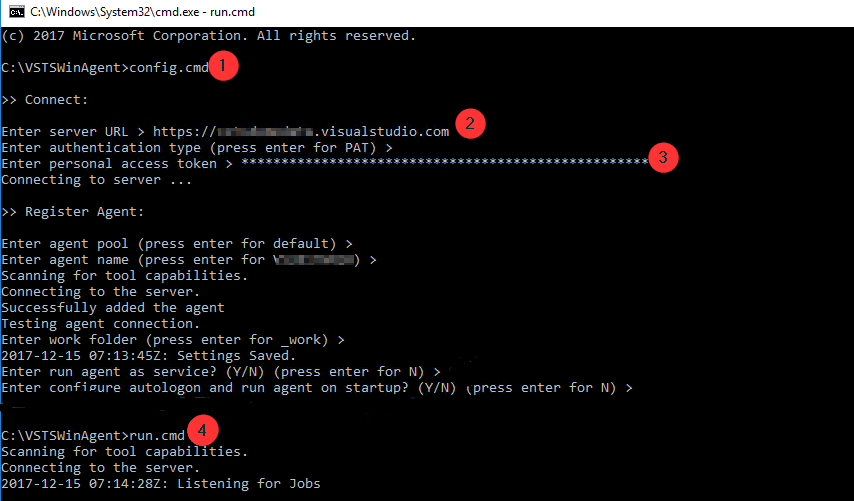 C:\Windows\System32\cmd.exe - run.cmd
(c) 2017 Microsoft Corporation. All rights reserved.
C:\VSTSWinAgent>config.cmd 1
>> Connect:
Enter server URL > https:// .visualstudio.com 2
Enter authentication type (press enter for PAT) >
Enter personal access token > *************************************************** 3
Connecting to server ...
>> Register Agent:
Enter agent pool (press enter for default) >
Enter agent name (press enter for ) >
Scanning for tool capabilities.
Connecting to the server.
Successfully added the agent
Testing agent connection.
Enter work folder (press enter for _work) >
2017-12-15 07:13:45Z: Settings Saved.
Enter run agent as service? (Y/N) (press enter for N) >
Enter configure autologon and run agent on startup? (Y/N) (press enter for N) >
C:\VSTSWinAgent>run.cmd 4
Scanning for tool capabilities.
Connecting to the server.
2017-12-15 07:14:28Z: Listening for Jobs